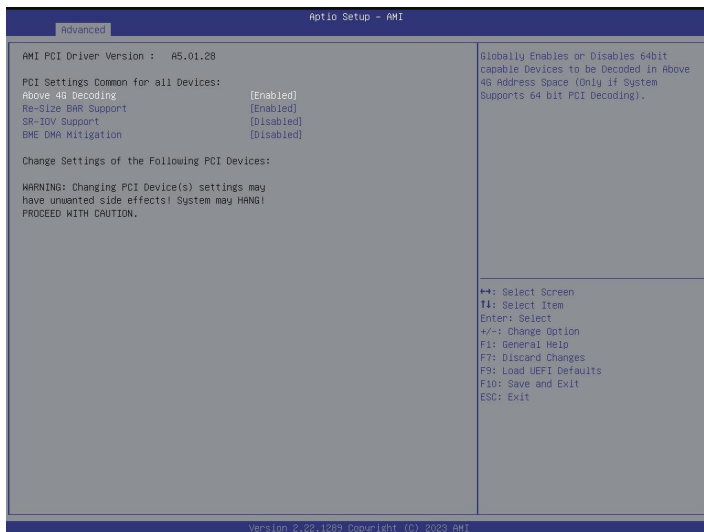 Aptio Setup - AMI
Advanced
AMI PCI Driver Version : A5.01.28
PCI Settings Common for all Devices:
Above 4G Decoding [Enabled]
Re-Size BAR Support [Enabled]
SR-IOV Support [Disabled]
BME DMA Mitigation [Disabled]
Change Settings of the Following PCI Devices:
WARNING: Changing PCI Device(s) settings may
have unwanted side effects! System may HANG!
PROCEED WITH CAUTION.
Globally Enables or Disables 64bit
capable Devices to be Decoded in Above
4G Address Space (Only if System
Supports 64 bit PCI Decoding).
↔: Select Screen
↑↓: Select Item
Enter: Select
+/-: Change Option
F1: General Help
F7: Discard Changes
F9: Load UEFI Defaults
F10: Save and Exit
ESC: Exit
Version 2.22.1289 Copyright (C) 2023 AMI